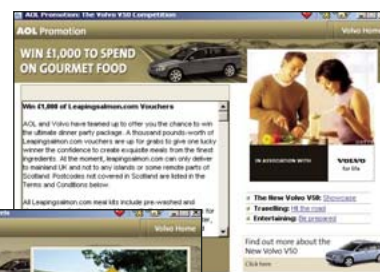 AOL Promotion: The Volvo V50 Competition
AOL Promotion
Volvo Home
WIN £1,000 TO SPEND
ON GOURMET FOOD
Win £1,000 of Leapingsalmon.com Vouchers
AOL and Volvo have teamed up to offer you the chance to win
the ultimate dinner party package. A thousand pounds-worth of
Leapingsalmon.com vouchers are up for grabs to give one lucky
winner the confidence to create exquisite meals from the finest
ingredients. At the moment, leapingsalmon.com can only deliver
to mainland UK and not to any islands or some remote parts of
Scotland. Postcodes not covered in Scotland are listed in the
Terms and Conditions below.
All Leapingsalmon.com meal kits include pre-washed and
for
IN ASSOCIATION WITH
VOLVO
for life
The New Volvo V50: Showcase
Travelling: Hit the road
Entertaining: Be prepared
Find out more about the
New Volvo V50
Click here
Volvo Home